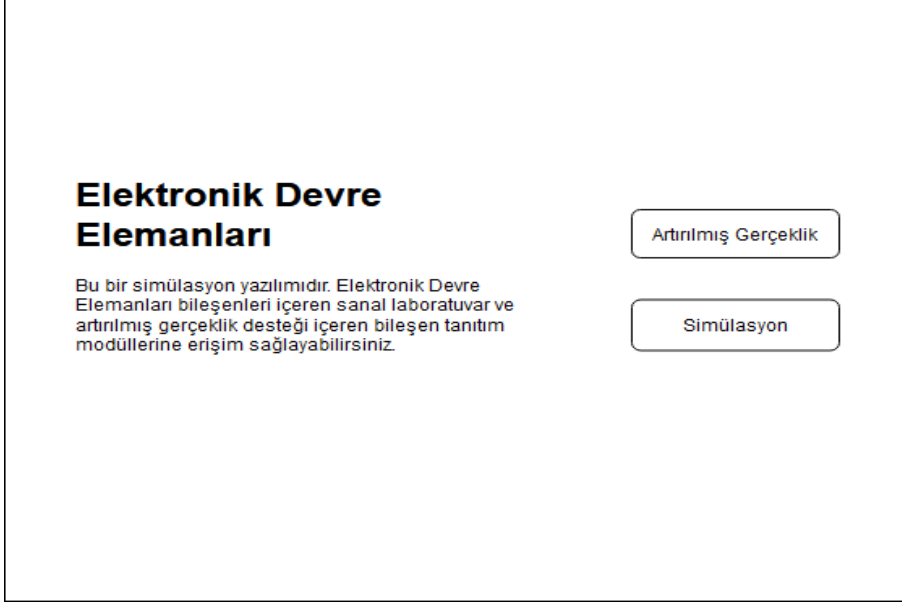 Elektronik Devre
Elemanları
Bu bir simülasyon yazılımıdır. Elektronik Devre
Elemanları bileşenleri içeren sanal laboratuvar ve
artırılmış gerçeklik desteği içeren bileşen tanıtım
modüllerine erişim sağlayabilirsiniz.
Artırılmış Gerçeklik
Simülasyon